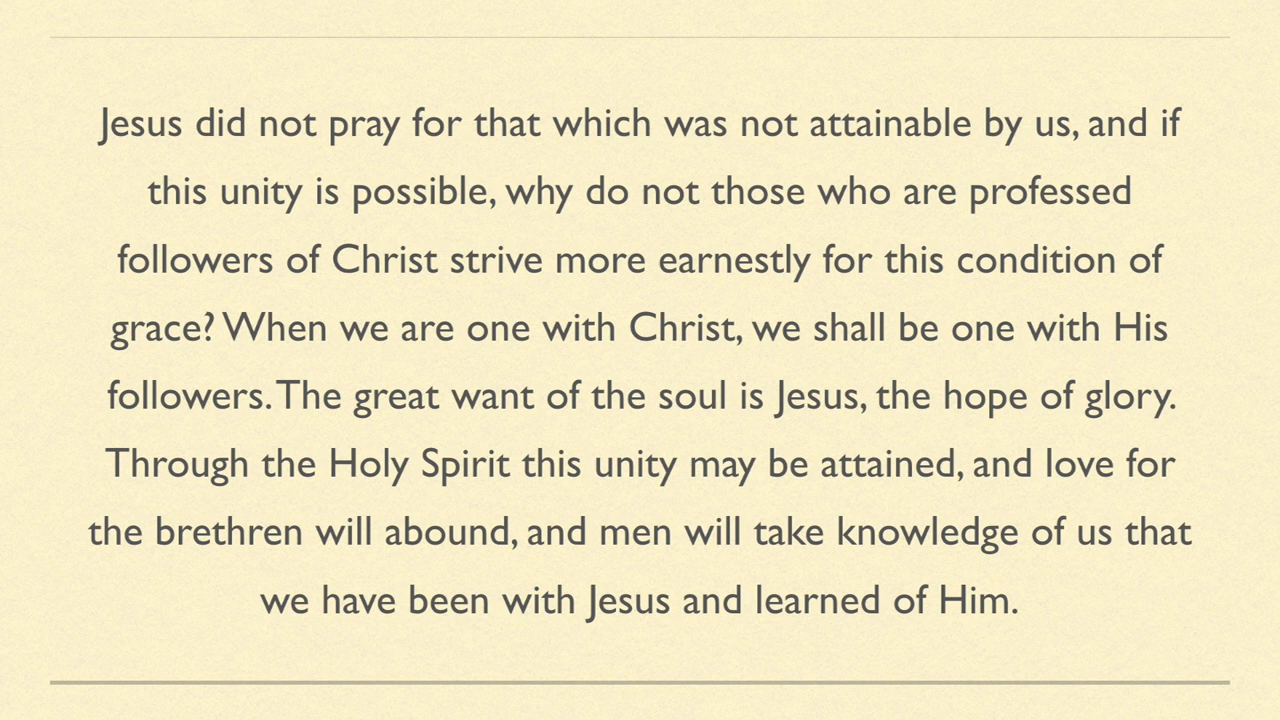 Jesus did not pray for that which was not attainable by us, and if
this unity is possible, why do not those who are professed
followers of Christ strive more earnestly for this condition of
grace? When we are one with Christ, we shall be one with His
followers. The great want of the soul is Jesus, the hope of glory.
Through the Holy Spirit this unity may be attained, and love for
the brethren will abound, and men will take knowledge of us that
we have been with Jesus and learned of Him.